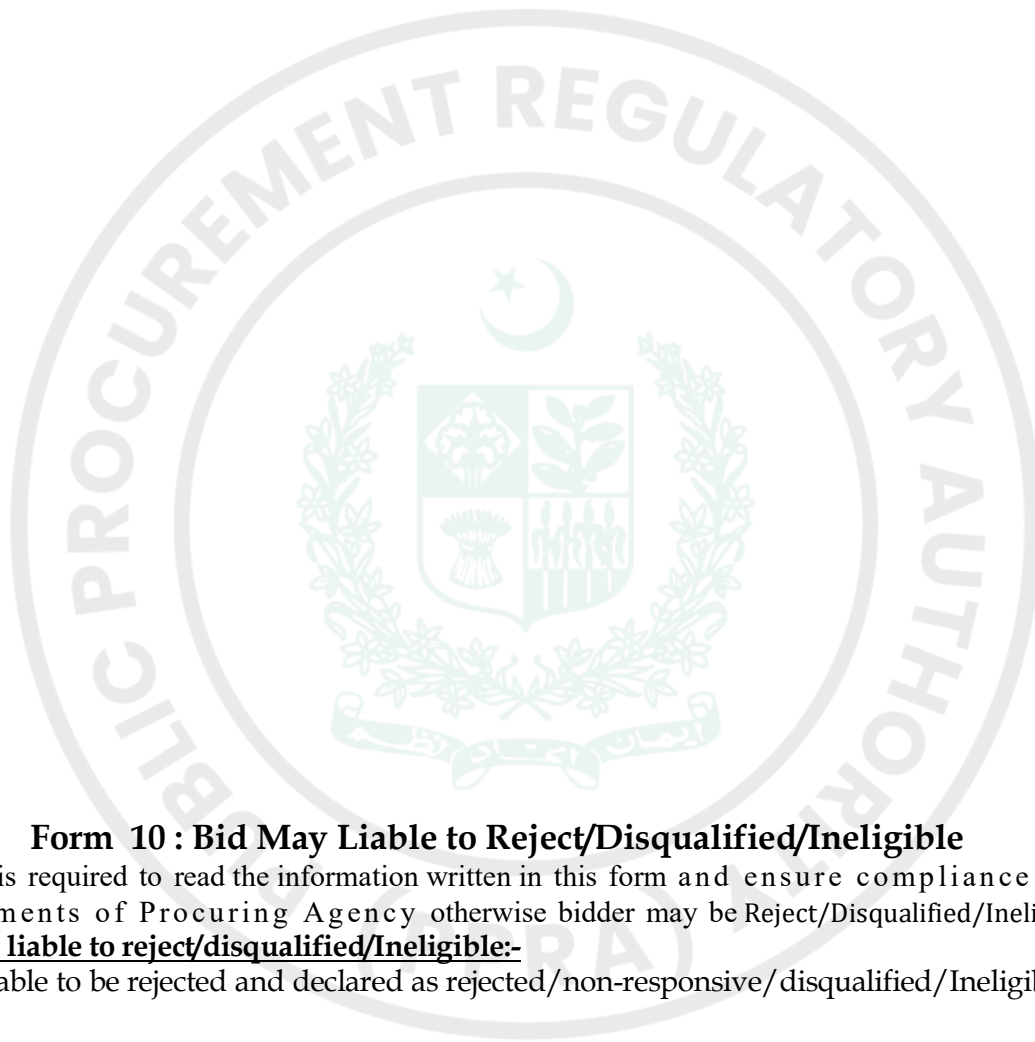 PUBLIC PROCUREMENT REGULATORY AUTHORITY
(PPRA)
Form 10 : Bid May Liable to Reject/Disqualified/Ineligible
is required to read the information written in this form and ensure compliance
ments of Procuring Agency otherwise bidder may be Reject/Disqualified/Ineli
liable to reject/disqualified/Ineligible:-
able to be rejected and declared as rejected/non-responsive/disqualified/Ineligib